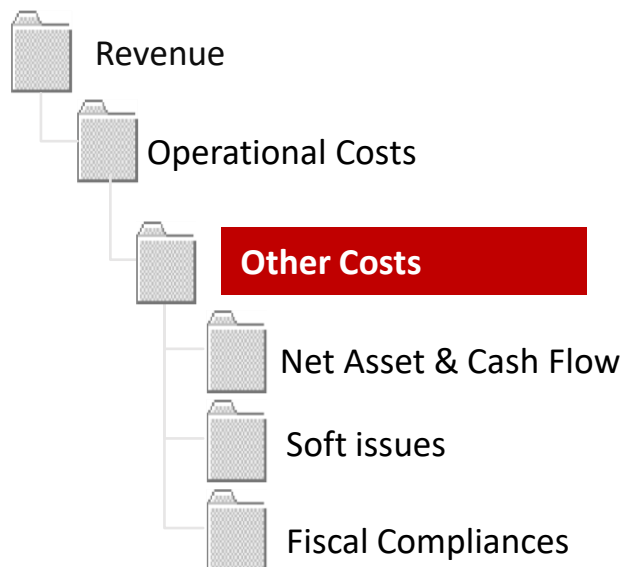 Revenue
Operational Costs
Other Costs
Net Asset & Cash Flow
Soft issues
Fiscal Compliances